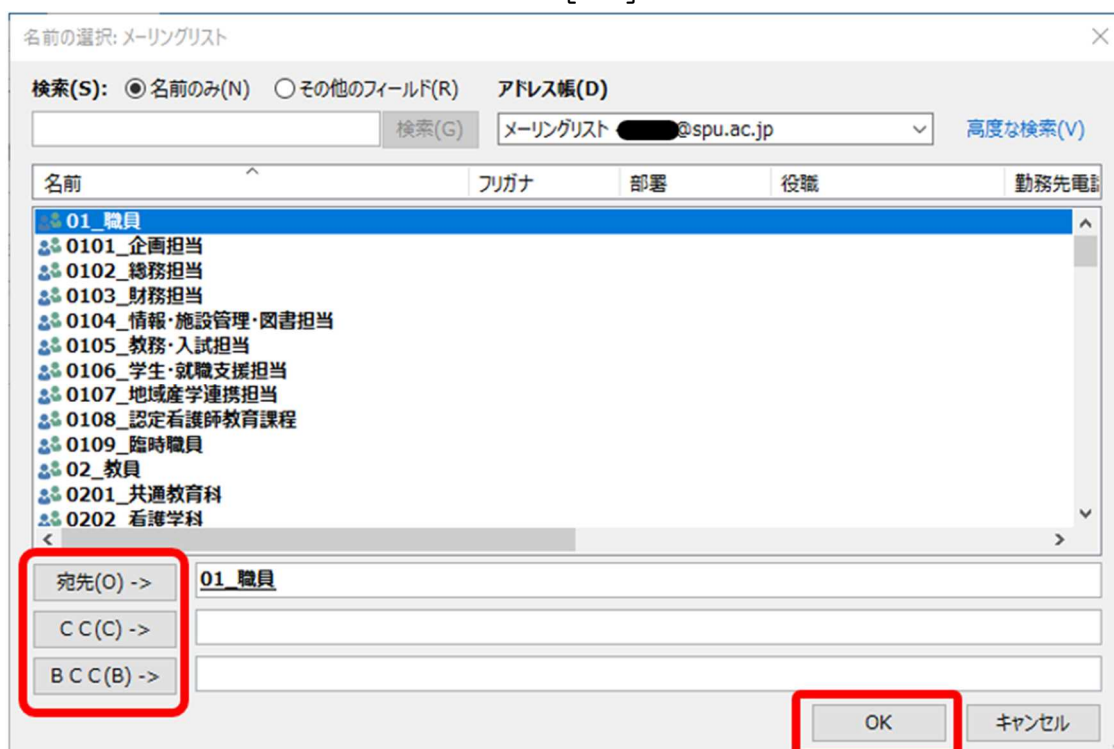 名前の選択: メーリングリスト
検索(S): 名前のみ(N) その他のフィールド(R) アドレス帳(D)
検索(G) メーリングリスト - @spu.ac.jp 高度な検索(V)
名前 フリガナ 部署 役職 勤務先電話
01_職員
0101_企画担当
0102_総務担当
0103_財務担当
0104_情報・施設管理・図書担当
0105_教務・入試担当
0106_学生・就職支援担当
0107_地域産学連携担当
0108_認定看護師教育課程
0109_臨時職員
02_教員
0201_共通教育科
0202_看護学科
宛先(O) -> 01_職員
C C(C) ->
B C C(B) ->
OK キャンセル